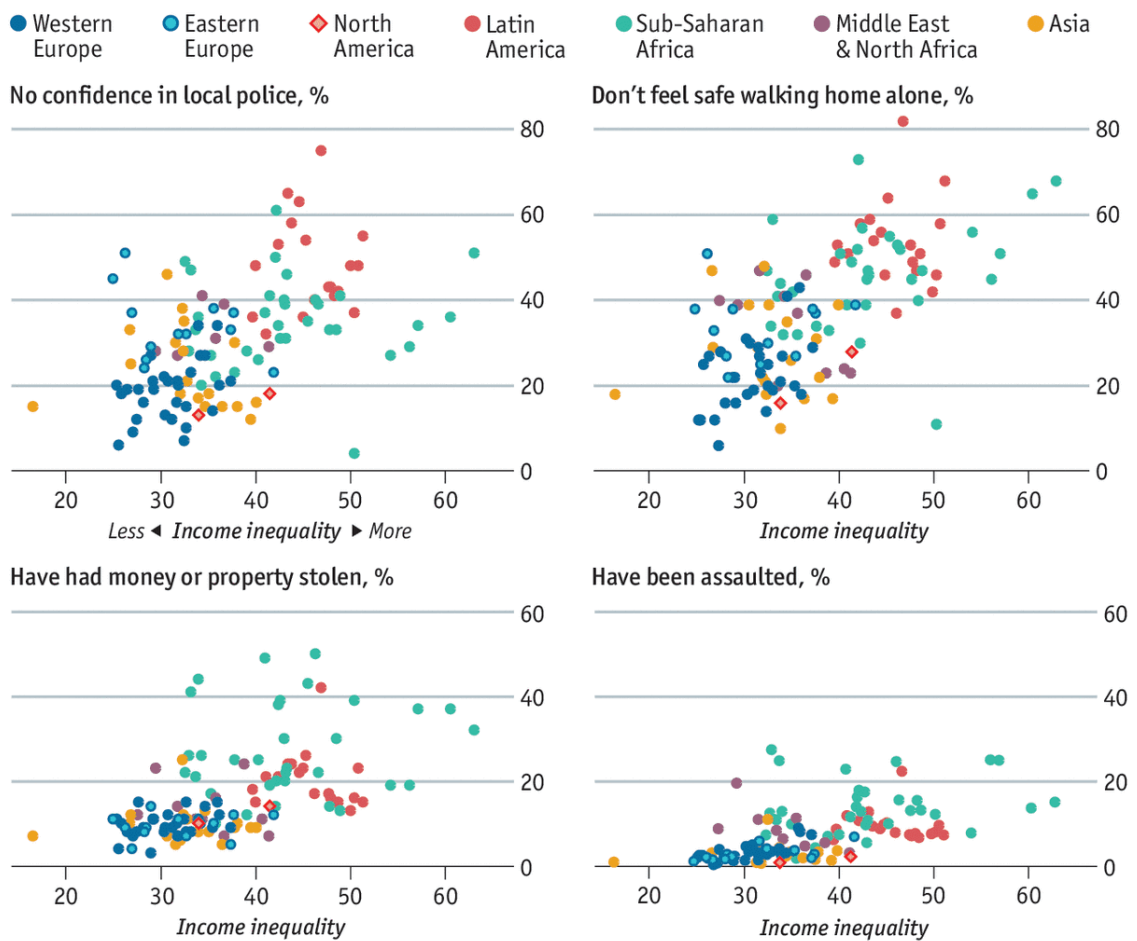 Western Europe
Eastern Europe
North America
Latin America
Sub-Saharan Africa
Middle East & North Africa
Asia
No confidence in local police, %
80
60
40
20
0
20 30 40 50 60
Less ◀ Income inequality ▶ More
Don't feel safe walking home alone, %
80
60
40
20
0
20 30 40 50 60
Income inequality
Have had money or property stolen, %
60
40
20
0
20 30 40 50 60
Income inequality
Have been assaulted, %
60
40
20
0
20 30 40 50 60
Income inequality